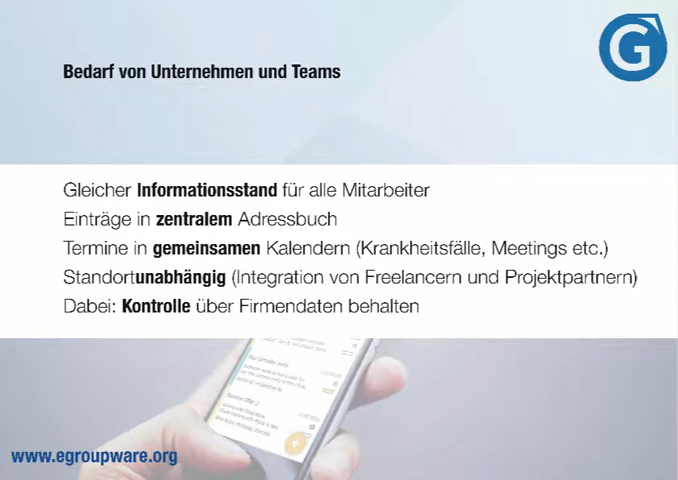 G
Bedarf von Unternehmen und Teams
Gleicher Informationsstand für alle Mitarbeiter
Einträge in zentralem Adressbuch
Termine in gemeinsamen Kalendern (Krankheitsfälle, Meetings etc.)
Standortunabhängig (Integration von Freelancern und Projektpartnern)
Dabei: Kontrolle über Firmendaten behalten
www.egroupware.org